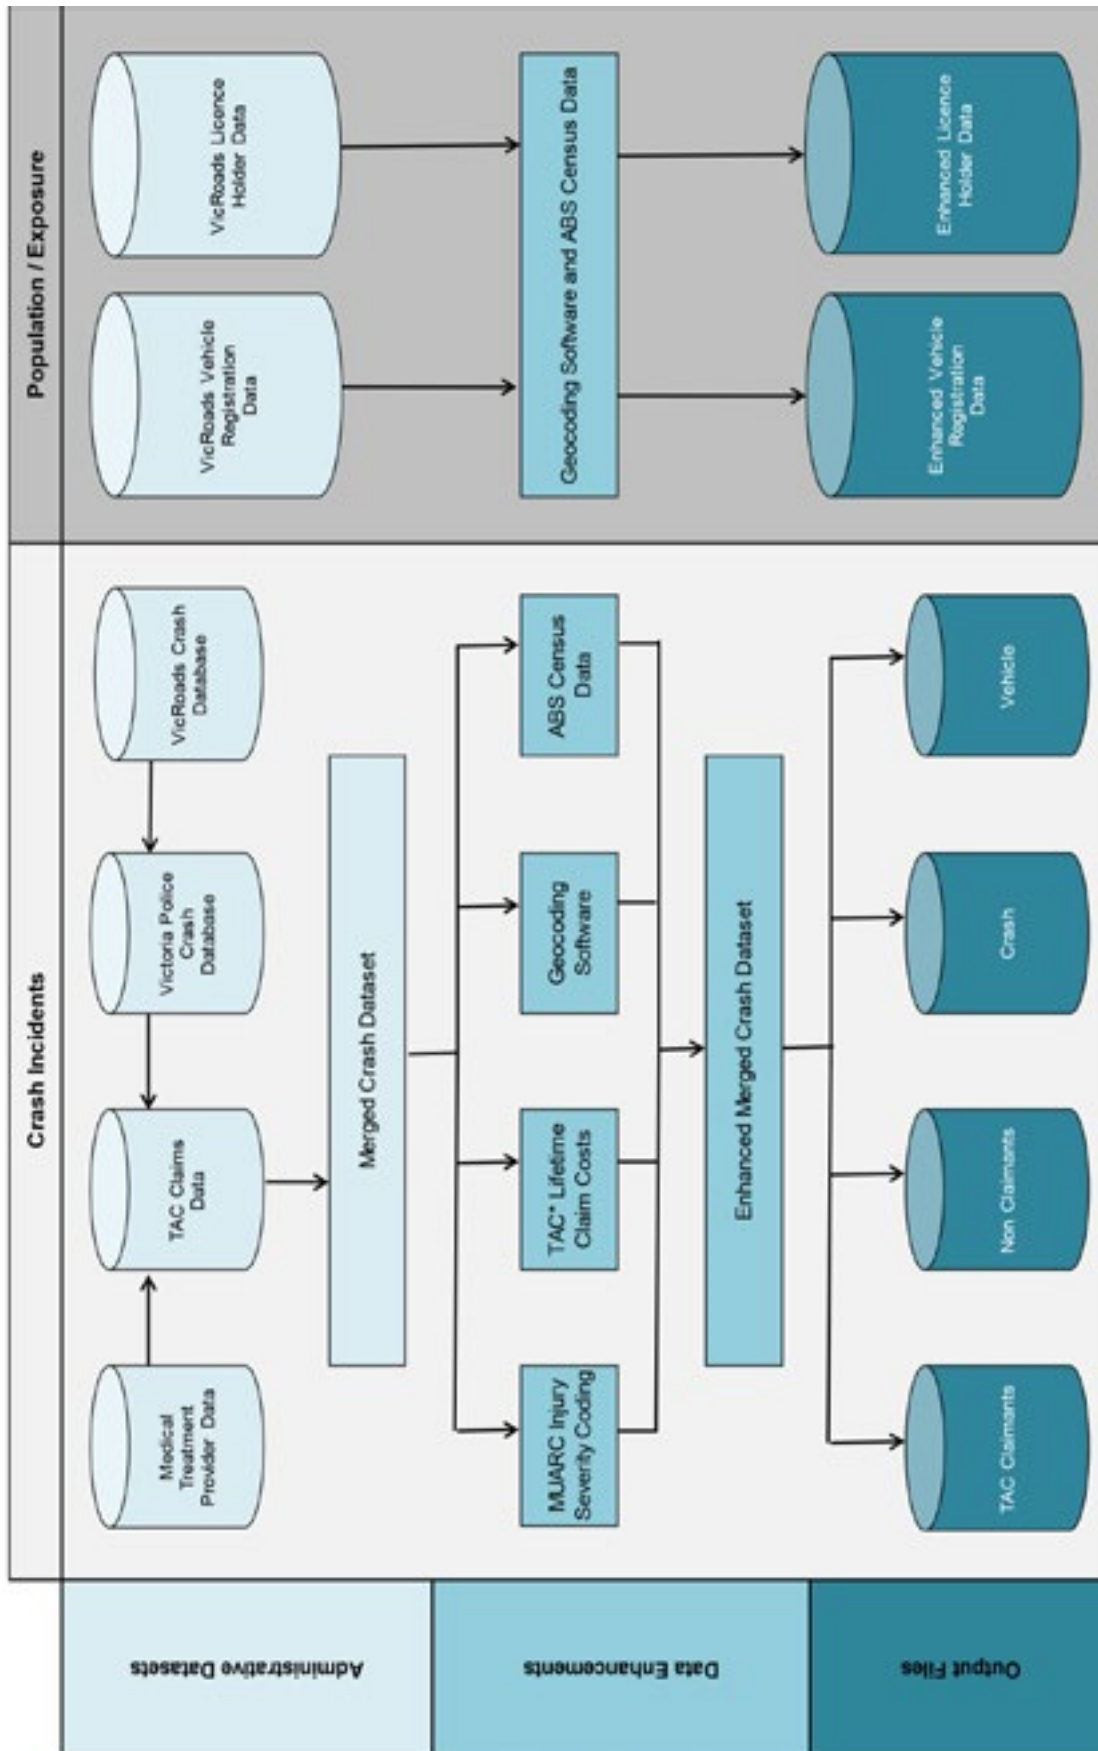 Crash Incidents
Population / Exposure
Administrative Datasets
Medical
Treatment
Provider Data
TAC Claims
Data
Victoria Police
Crash
Database
VicRoads Crash
Database
VicRoads Vehicle
Registration
Data
VicRoads Licence
Holder Data
Merged Crash Dataset
Data Enhancements
MUARC Injury
Severity Coding
TAC* Lifetime
Claim Costs
Geocoding
Software
ABS Census
Data
Geocoding Software and ABS Census Data
Enhanced Merged Crash Dataset
Output Files
TAC Claimants
Non Claimants
Crash
Vehicle
Enhanced Vehicle
Registration
Data
Enhanced Licence
Holder Data